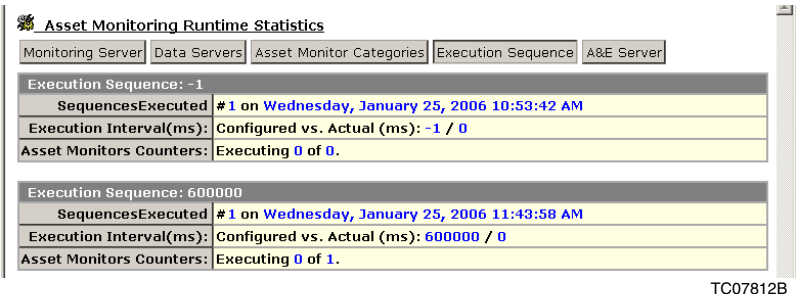 Asset Monitoring Runtime Statistics
Monitoring Server Data Servers Asset Monitor Categories Execution Sequence A&E Server
Execution Sequence: -1
SequencesExecuted #1 on Wednesday, January 25, 2006 10:53:42 AM
Execution Interval(ms): Configured vs. Actual (ms): -1 / 0
Asset Monitors Counters: Executing 0 of 0.
Execution Sequence: 600000
SequencesExecuted #1 on Wednesday, January 25, 2006 11:43:58 AM
Execution Interval(ms): Configured vs. Actual (ms): 600000 / 0
Asset Monitors Counters: Executing 0 of 1.
TC07812B